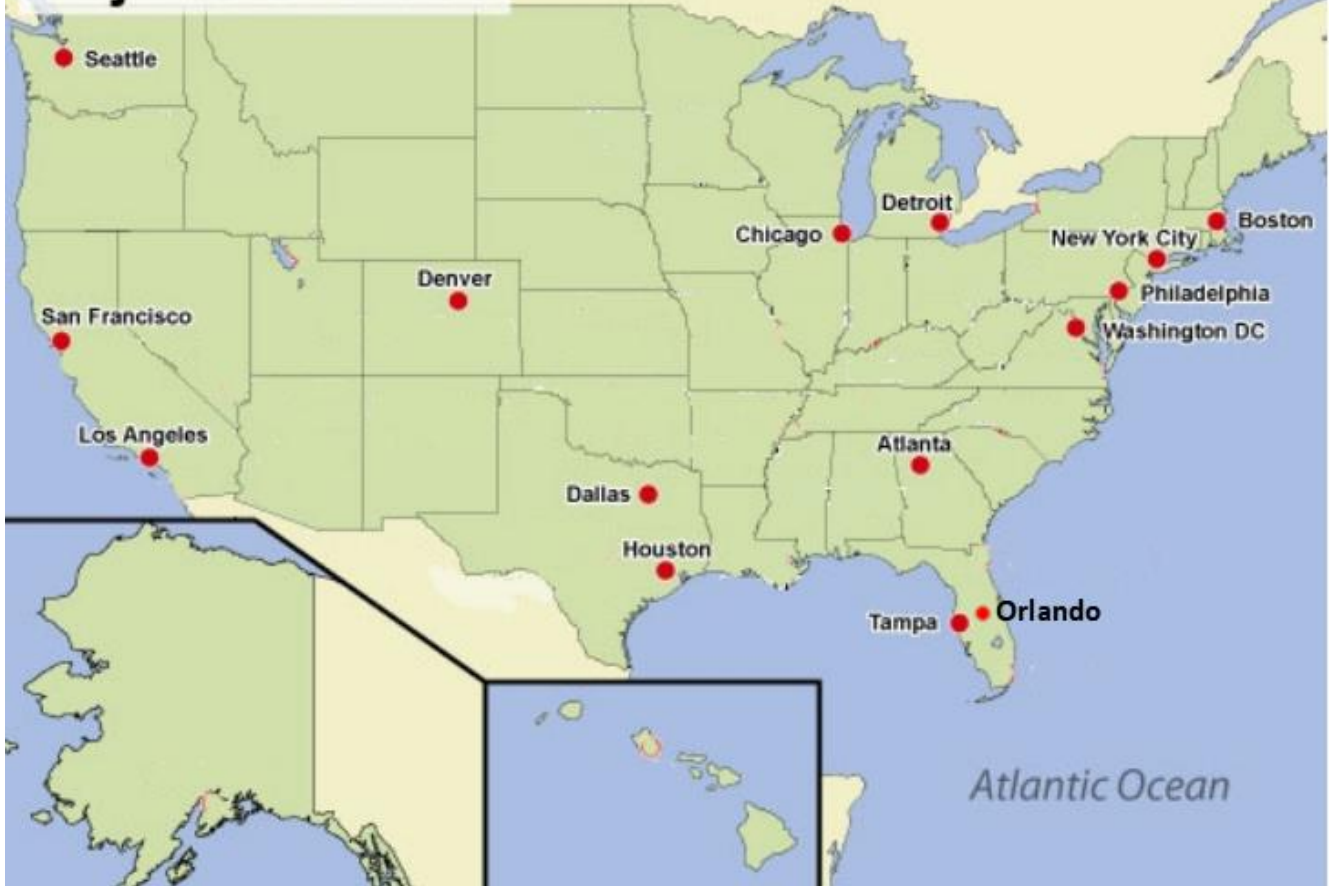 Seattle
Detroit
Chicago
Boston
New York City
Denver
Philadelphia
San Francisco
Washington DC
Los Angeles
Atlanta
Dallas
Houston
Tampa
Orlando
Atlantic Ocean